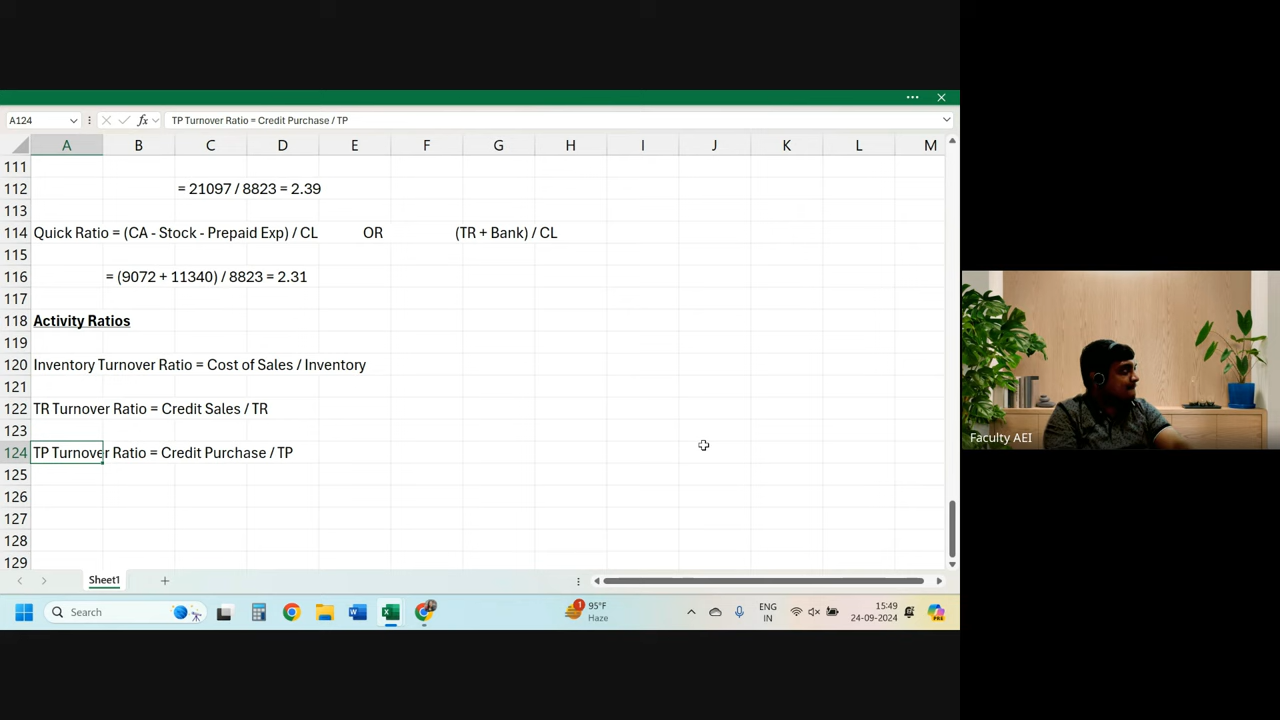 A124
fx
TP Turnover Ratio = Credit Purchase / TP
A B C D E F G H I J K L M
111
112 = 21097 / 8823 = 2.39
113
114 Quick Ratio = (CA - Stock - Prepaid Exp) / CL OR (TR + Bank) / CL
115
116 = (9072 + 11340) / 8823 = 2.31
117
118 Activity Ratios
119
120 Inventory Turnover Ratio = Cost of Sales / Inventory
121
122 TR Turnover Ratio = Credit Sales / TR
123
124 TP Turnover Ratio = Credit Purchase / TP
125
126
127
128
129
Sheet1
Search
95°F
Haze
ENG
IN
15:49
24-09-2024
Faculty AEI